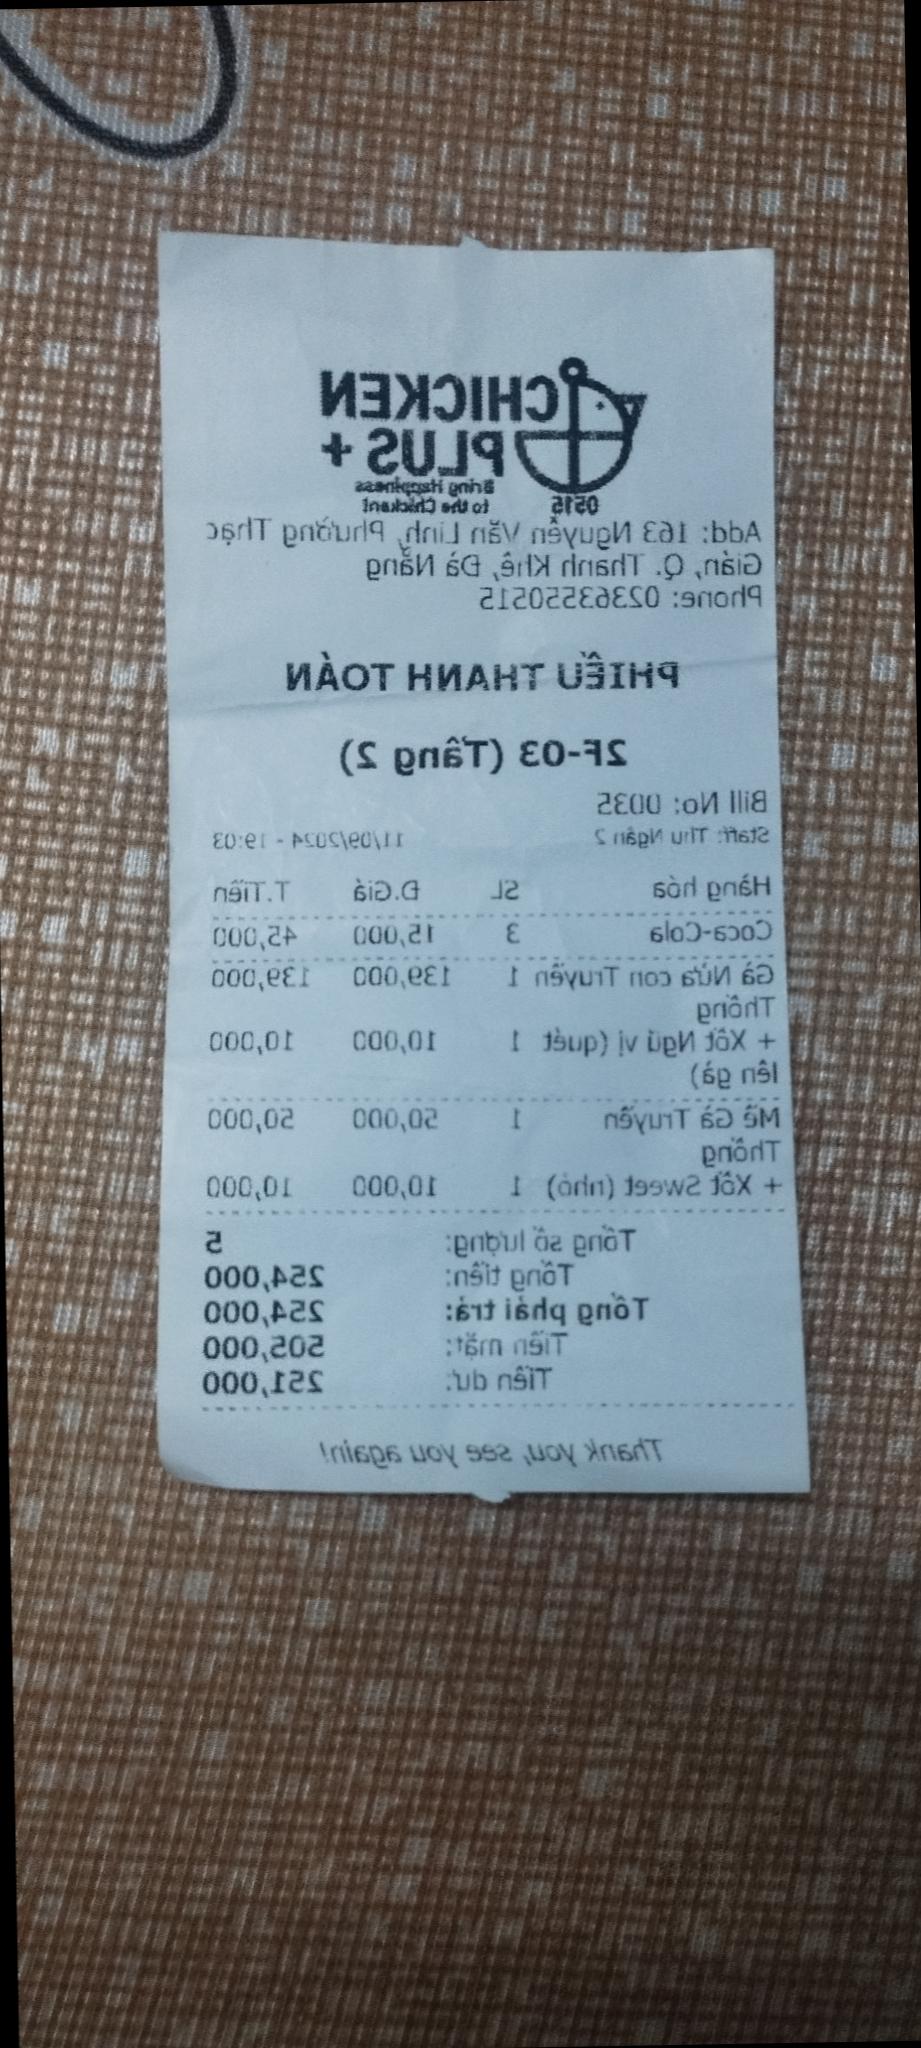 CHICKEN
PLUS +
Bring Happiness
to the Chickant
0515
Add: 163 Nguyễn Văn Linh, Phường Thạc
Gián, Q. Thanh Khê, Đà Nẵng
Phone: 02363550515
PHIẾU THANH TOÁN
2F-03 (Tầng 2)
Bill No: 0035
Staff: Thu Ngân 2 11/09/2024 - 19:03
Hàng hóa SL Đ.Giá T.Tiền
Coca-Cola 3 15,000 45,000
Gà Nửa con Truyền 1 139,000 139,000
Thống
+ Xốt Ngũ vị (quét 1 10,000 10,000
lên gà)
Mề Gà Truyền 1 50,000 50,000
Thống
+ Xốt Sweet (nhỏ) 1 10,000 10,000
Tổng số lượng: 5
Tổng tiền: 254,000
Tổng phải trả: 254,000
Tiền mặt: 505,000
Tiền dư: 251,000
Thank you, see you again!